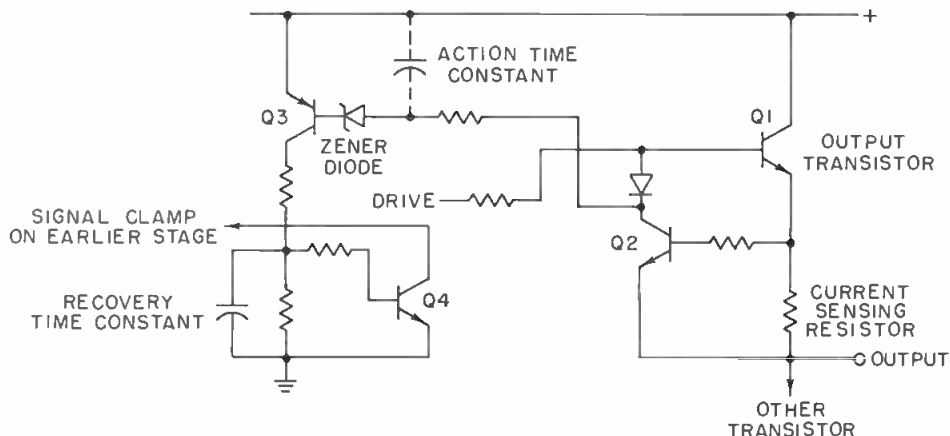 +
ACTION TIME
CONSTANT
Q3
Q1
ZENER
DIODE
OUTPUT
TRANSISTOR
DRIVE
SIGNAL CLAMP
ON EARLIER STAGE
Q2
RECOVERY
TIME CONSTANT
Q4
CURRENT
SENSING
RESISTOR
OUTPUT
OTHER
TRANSISTOR